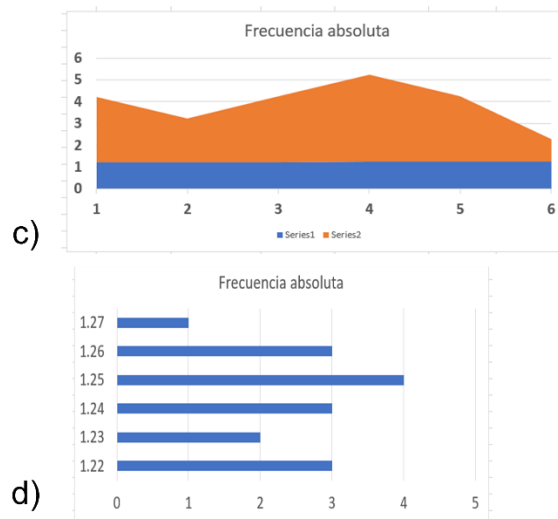 Frecuencia absoluta
6
5
4
3
2
1
0
1 2 3 4 5 6
Series1 Series2
c)
Frecuencia absoluta
1.27
1.26
1.25
1.24
1.23
1.22
0 1 2 3 4 5
d)